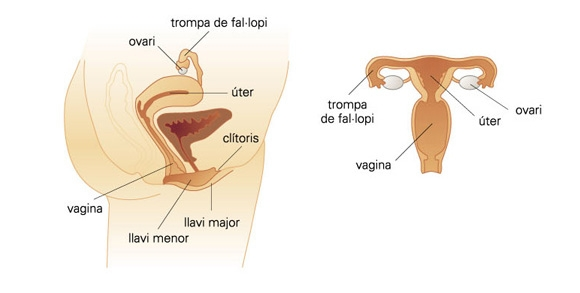 trompa de fal·lopi
ovari
úter
clítoris
vagina
llavi major
llavi menor
trompa
de fal·lopi
ovari
úter
vagina